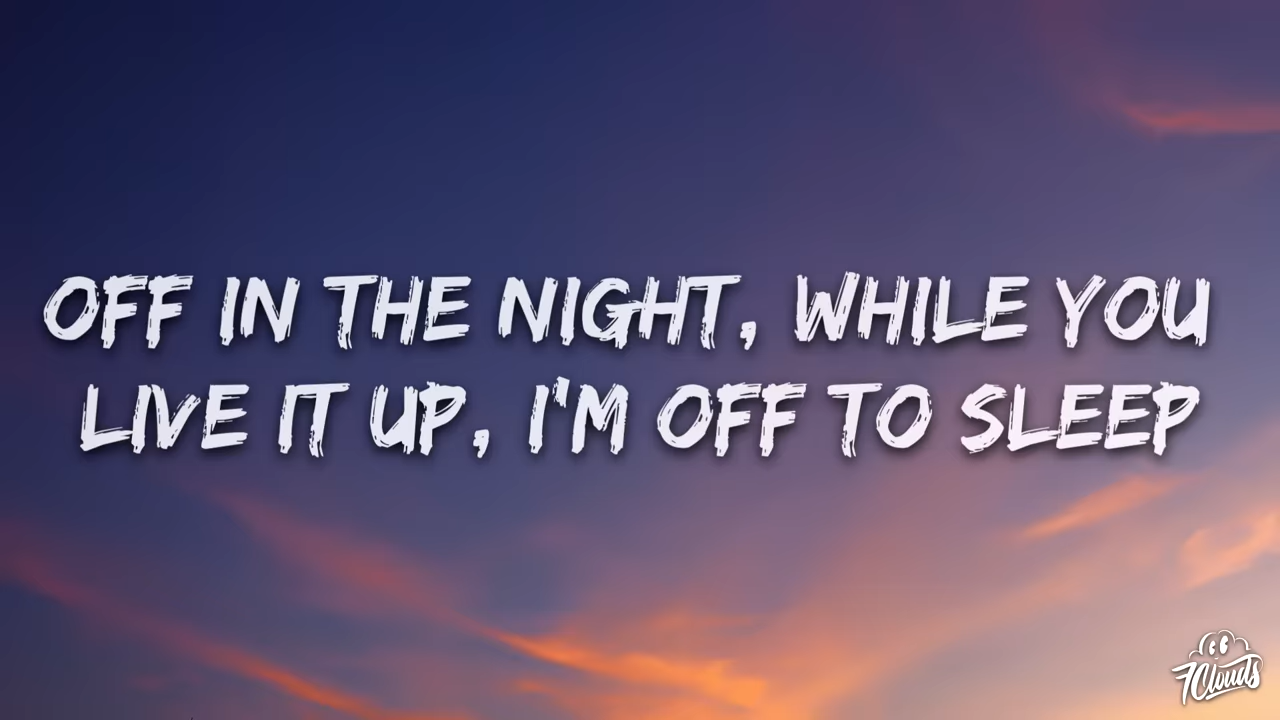 OFF IN THE NIGHT, WHILE YOU
LIVE IT UP, I'M OFF TO SLEEP
7Clouds